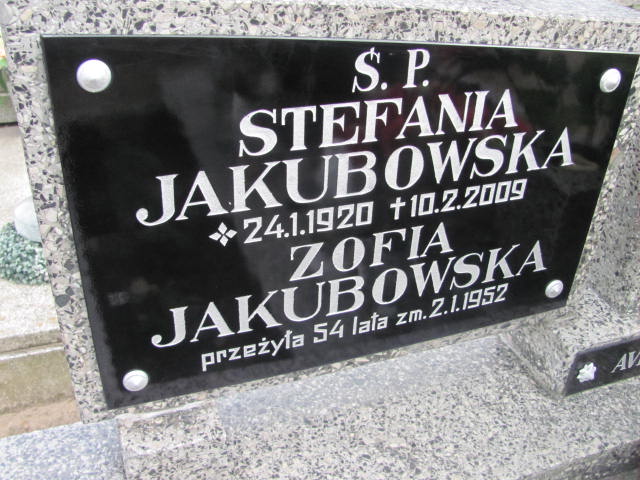 Ś. P.
STEFANIA
JAKUBOWSKA
24.1.1920 †10.2.2009
ZOFIA
JAKUBOWSKA
przeżyła 54 lata zm. 2.1.1952